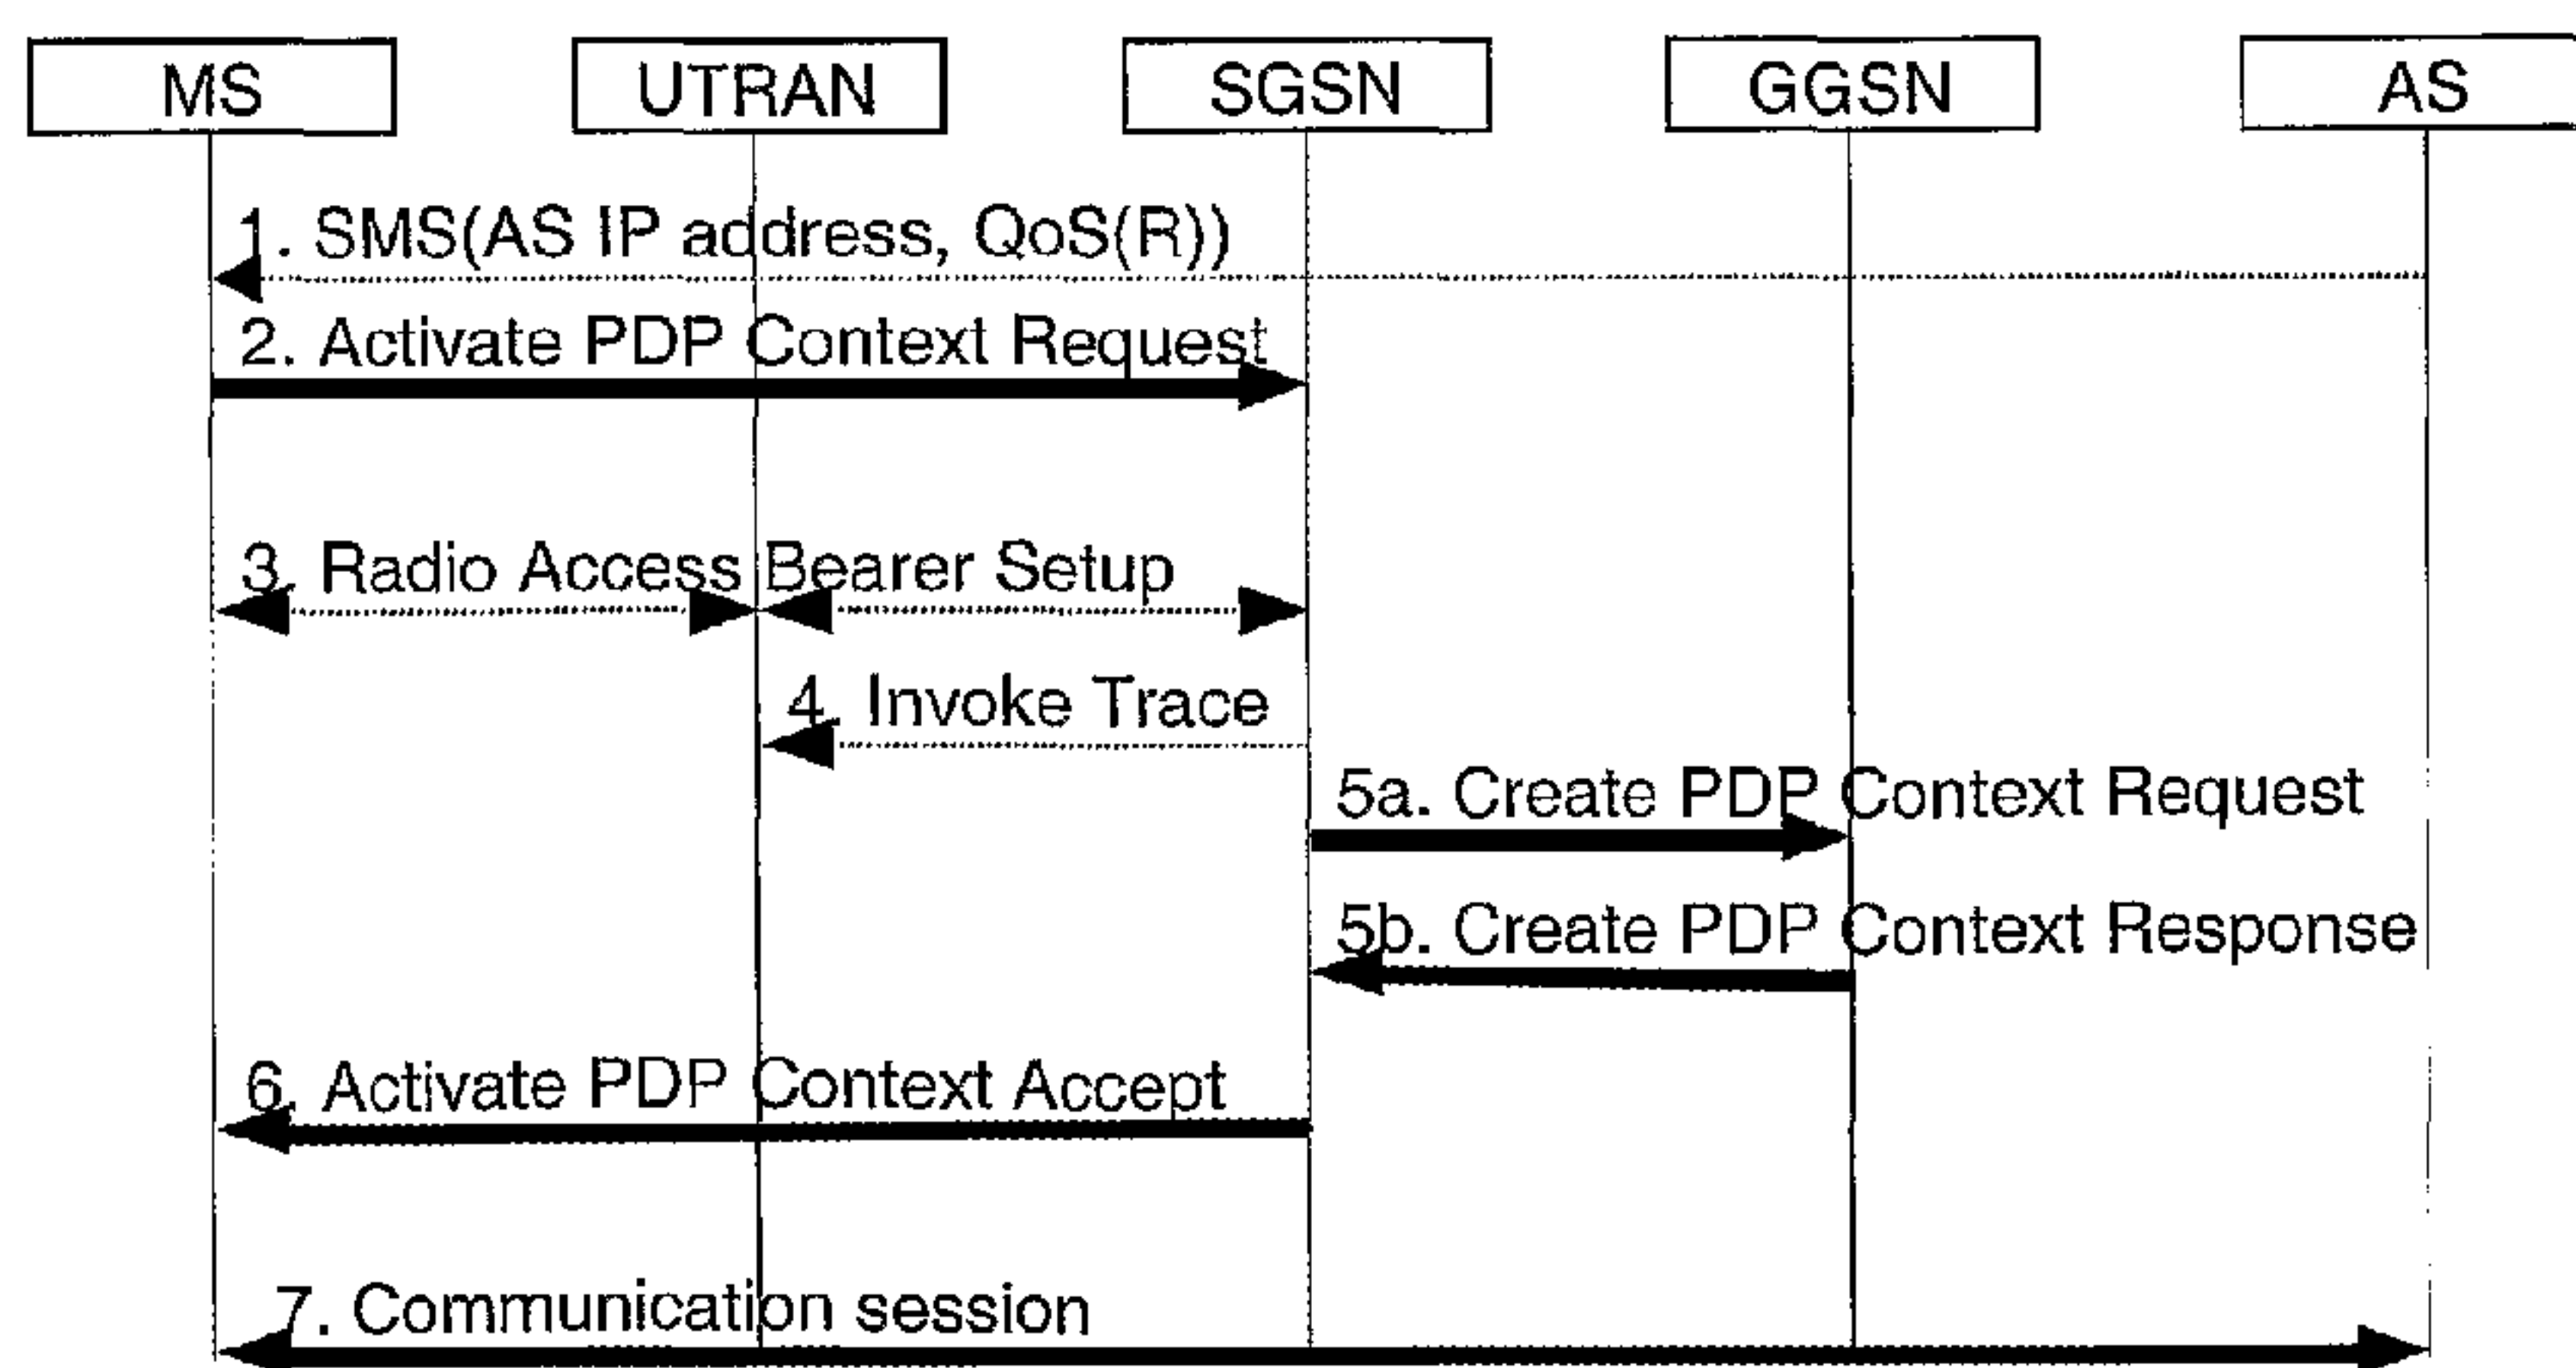 MS
UTRAN
SGSN
GGSN
AS
1. SMS(AS IP address, QoS(R))
2. Activate PDP Context Request
3. Radio Access Bearer Setup
4. Invoke Trace
5a. Create PDP Context Request
5b. Create PDP Context Response
6. Activate PDP Context Accept
7. Communication session